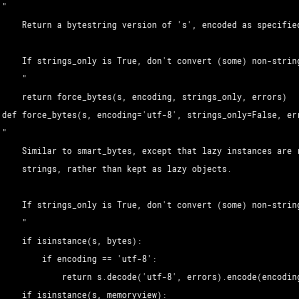 "
Return a bytestring version of 's', encoded as specified
If strings_only is True, don't convert (some) non-string
"
return force_bytes(s, encoding, strings_only, errors)
def force_bytes(s, encoding='utf-8', strings_only=False, err
"
Similar to smart_bytes, except that lazy instances are
strings, rather than kept as lazy objects.
If strings_only is True, don't convert (some) non-string
"
if isinstance(s, bytes):
if encoding == 'utf-8':
return s.decode('utf-8', errors).encode(encoding
if isinstance(s, memoryview):